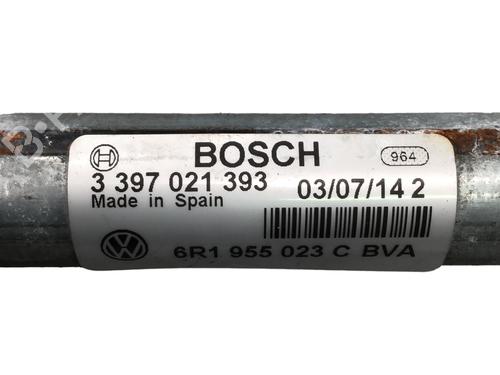 BOSCH
964
3 397 021 393
03/07/14 2
Made in Spain
6R1 955 023 C BVA